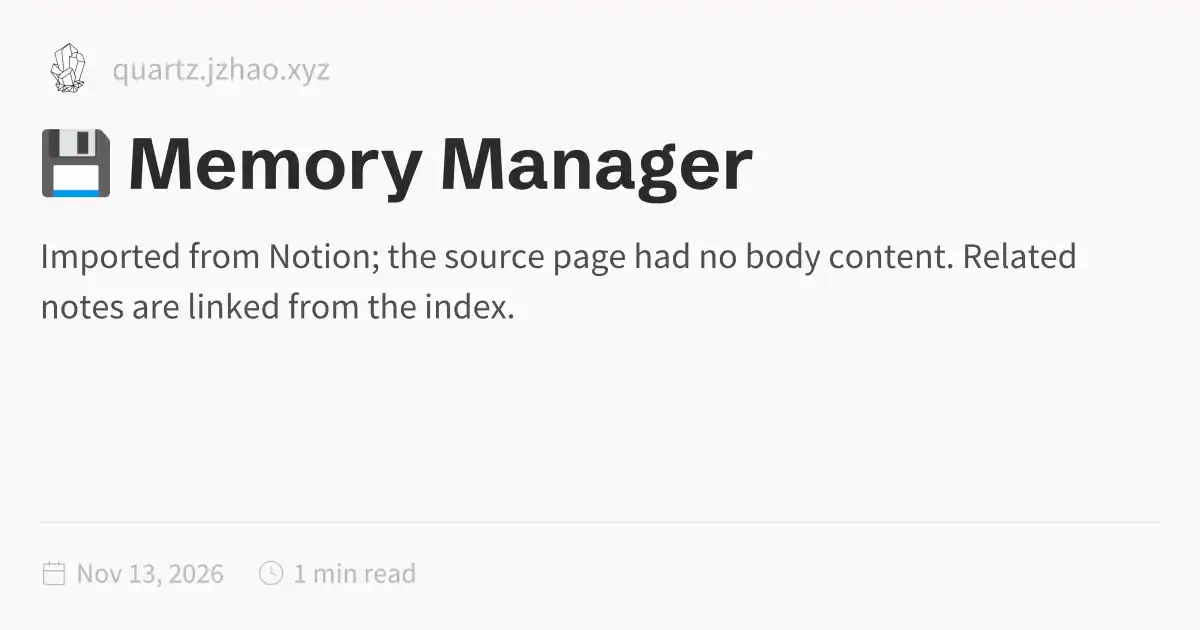 quartz.jzhao.xyz
💾 Memory Manager
Imported from Notion; the source page had no body content. Related
notes are linked from the index.
Nov 13, 2026 1 min read